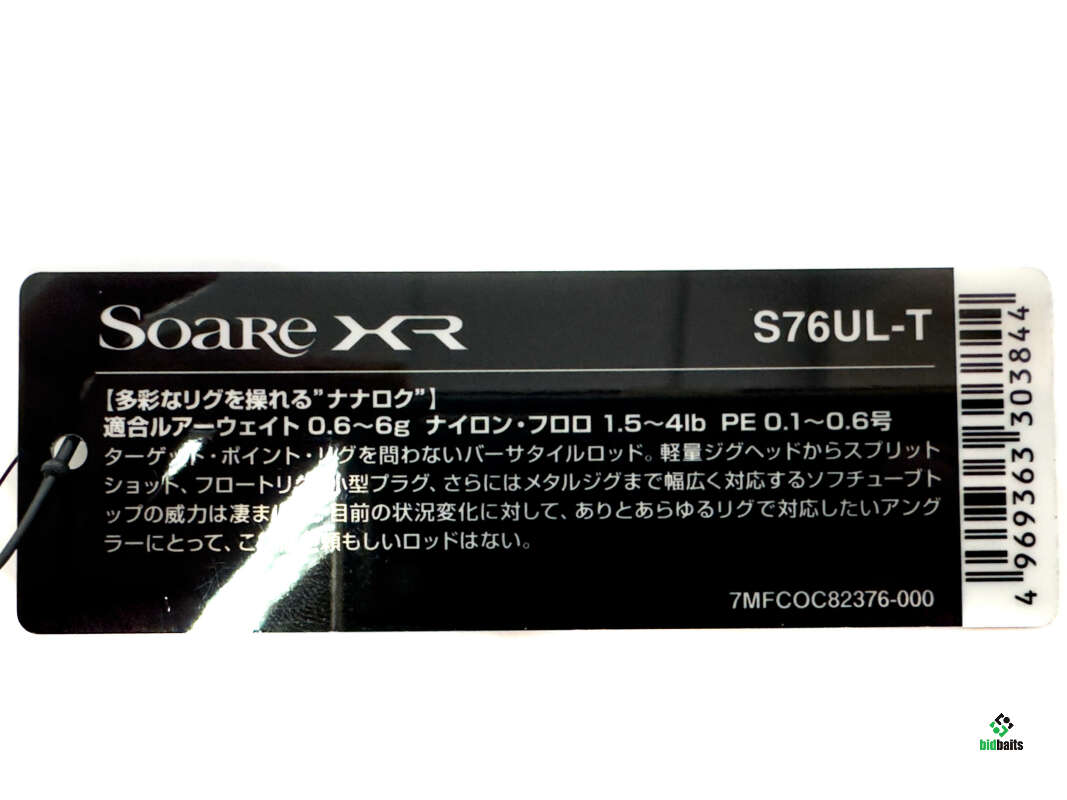 SOARE XR
S76UL-T
【多彩なリグを操れる”ナナロク”】
適合ルアーウェイト 0.6〜6g ナイロン・フロロ 1.5〜4lb PE 0.1〜0.6号
ターゲット・ポイント・リグを問わないバーサタイルロッド。軽量ジグヘッドからスプリット
ショット、フロートリグ 小型プラグ、さらにはメタルジグまで幅広く対応するソフチューブト
ップの威力は凄ま 目前の状況変化に対して、ありとあらゆるリグで対応したいアング
ラーにとって、こ 頼もしいロッドはない。
7MFCOC82376-000
4 969363 303844
bidbaits